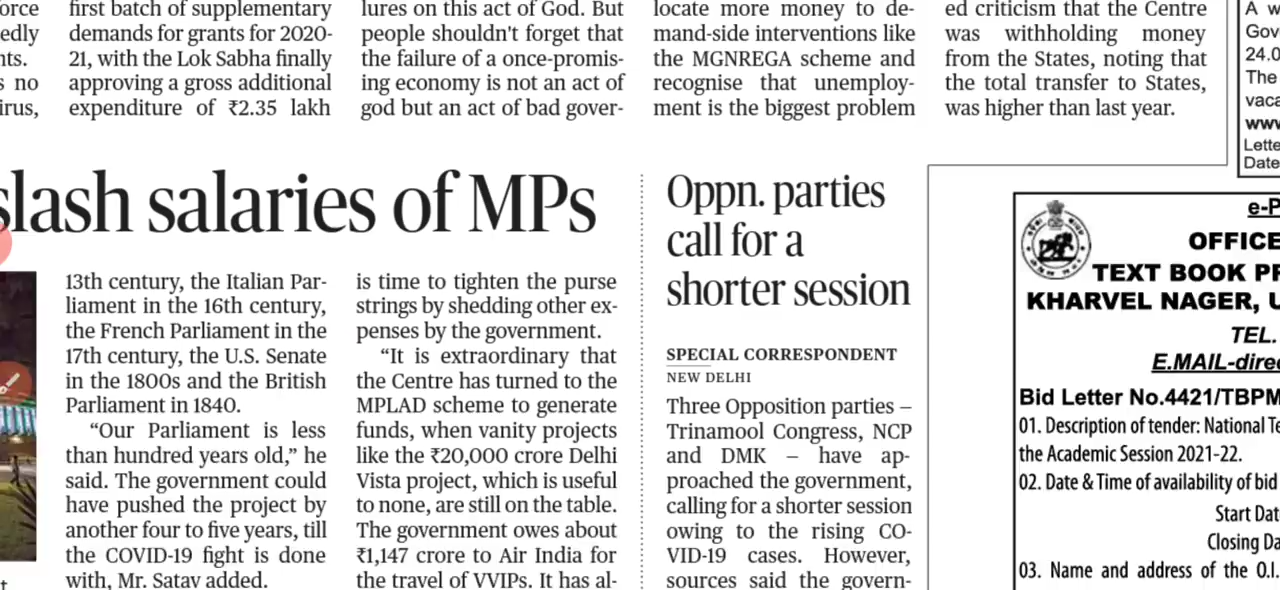 first batch of supplementary
demands for grants for 2020-
21, with the Lok Sabha finally
approving a gross additional
expenditure of ₹2.35 lakh
lures on this act of God. But
people shouldn't forget that
the failure of a once-promis-
ing economy is not an act of
god but an act of bad gover-
locate more money to de-
mand-side interventions like
the MGNREGA scheme and
recognise that unemploy-
ment is the biggest problem
ed criticism that the Centre
was withholding money
from the States, noting that
the total transfer to States,
was higher than last year.
slash salaries of MPs
13th century, the Italian Par-
liament in the 16th century,
the French Parliament in the
17th century, the U.S. Senate
in the 1800s and the British
Parliament in 1840.
“Our Parliament is less
than hundred years old,” he
said. The government could
have pushed the project by
another four to five years, till
the COVID-19 fight is done
with, Mr. Satav added.
is time to tighten the purse
strings by shedding other ex-
penses by the government.
“It is extraordinary that
the Centre has turned to the
MPLAD scheme to generate
funds, when vanity projects
like the ₹20,000 crore Delhi
Vista project, which is useful
to none, are still on the table.
The government owes about
₹1,147 crore to Air India for
the travel of VVIPs. It has al-
Oppn. parties
call for a
shorter session
SPECIAL CORRESPONDENT
NEW DELHI
Three Opposition parties –
Trinamool Congress, NCP
and DMK – have ap-
proached the government,
calling for a shorter session
owing to the rising CO-
VID-19 cases. However,
sources said the govern-
A
24.0
The
www
Date
OFFICE
TEXT BOOK
KHARVEL NAGER,
TEL.
E.MAIL-direc
Bid Letter No.4421/TBPM
01. Description of tender: National Te
the Academic Session 2021-22.
02. Date & Time of availability of bid
Start Dat
Closing Da
03. Name and address of the O.I.